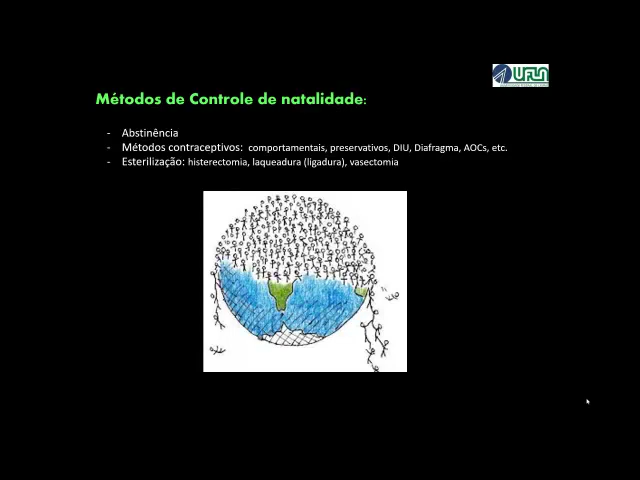 UFLA
Métodos de Controle de natalidade:
- Abstinência
- Métodos contraceptivos: comportamentais, preservativos, DIU, Diafragma, AOCs, etc.
- Esterilização: histerectomia, laqueadura (ligadura), vasectomia